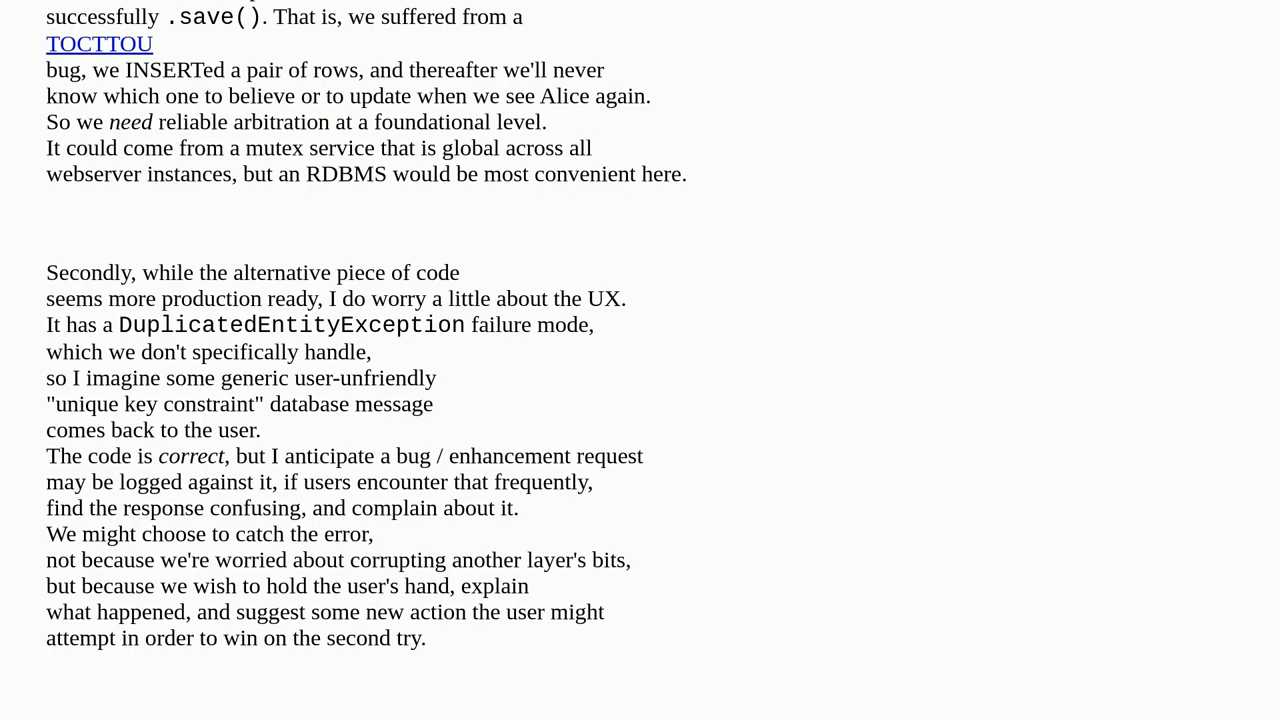 successfully .save(). That is, we suffered from a
TOCTTOU
bug, we INSERTed a pair of rows, and thereafter we'll never
know which one to believe or to update when we see Alice again.
So we need reliable arbitration at a foundational level.
It could come from a mutex service that is global across all
webserver instances, but an RDBMS would be most convenient here.
Secondly, while the alternative piece of code
seems more production ready, I do worry a little about the UX.
It has a DuplicatedEntityException failure mode,
which we don't specifically handle,
so I imagine some generic user-unfriendly
"unique key constraint" database message
comes back to the user.
The code is correct, but I anticipate a bug / enhancement request
may be logged against it, if users encounter that frequently,
find the response confusing, and complain about it.
We might choose to catch the error,
not because we're worried about corrupting another layer's bits,
but because we wish to hold the user's hand, explain
what happened, and suggest some new action the user might
attempt in order to win on the second try.